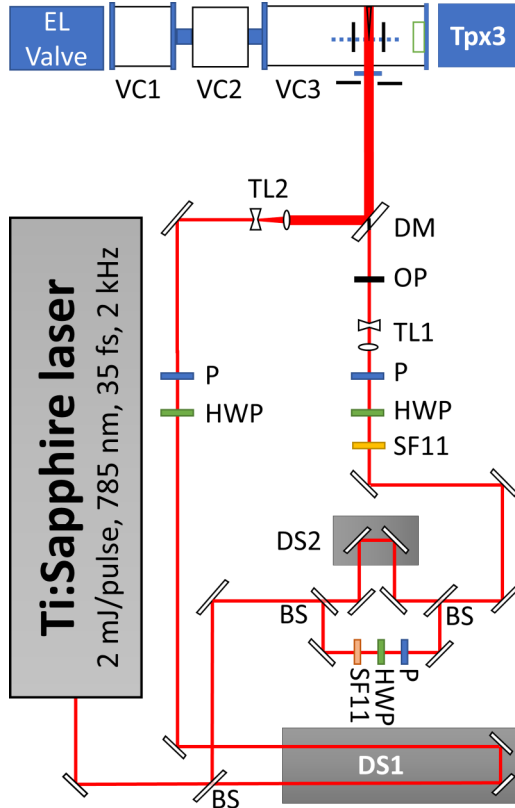 EL
Valve
Tpx3
VC1
VC2
VC3
TL2
DM
OP
TL1
P
HWP
P
HWP
SF11
Ti:Sapphire laser
2 mJ/pulse, 785 nm, 35 fs, 2 kHz
DS2
BS
BS
SF11
HWP
P
DS1
BS